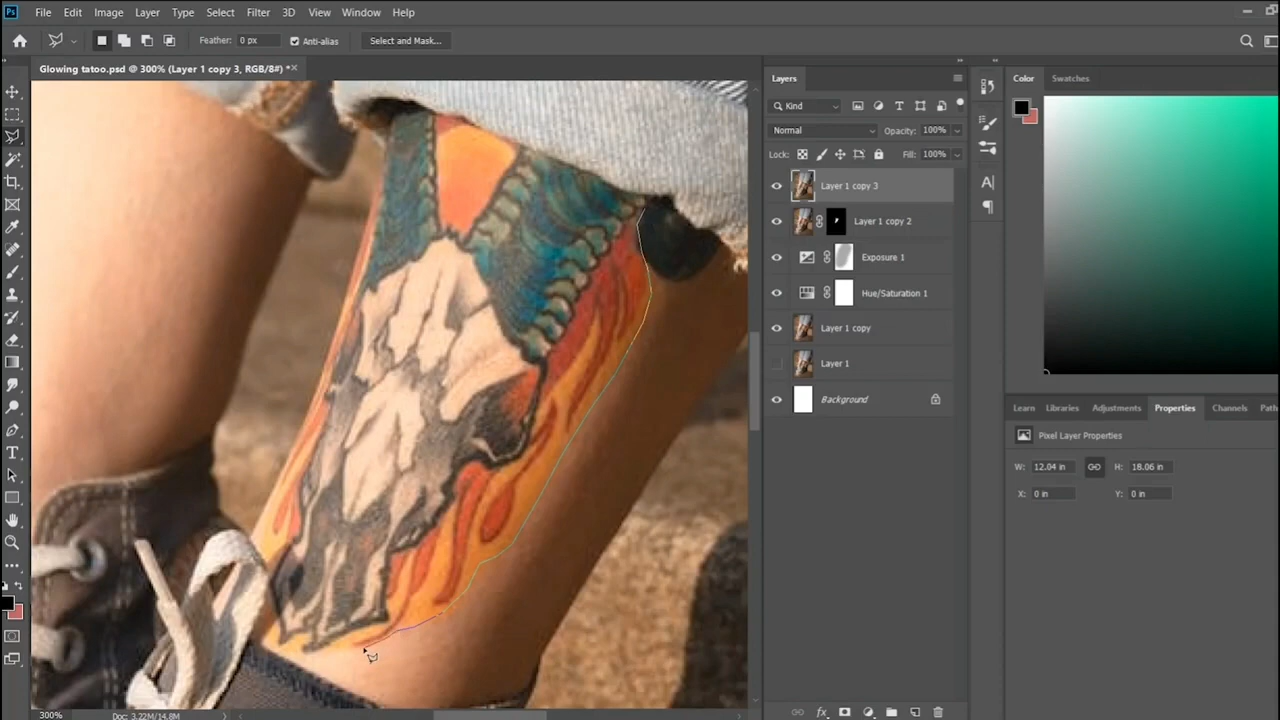 Ps File Edit Image Layer Type Select Filter 3D View Window Help
Feather: 0 px Anti-alias Select and Mask...
Glowing tatoo.psd @ 300% (Layer 1 copy 3, RGB/8#) *
Layers
Color Swatches
Kind
Normal Opacity: 100%
Lock: Fill: 100%
Layer 1 copy 3
Layer 1 copy 2
Exposure 1
Hue/Saturation 1
Layer 1 copy
Layer 1
Background
Learn Libraries Adjustments Properties Channels Path
Pixel Layer Properties
W: 12.04 in H: 18.06 in
X: 0 in Y: 0 in
300% Doc: 3.22M/14.8M